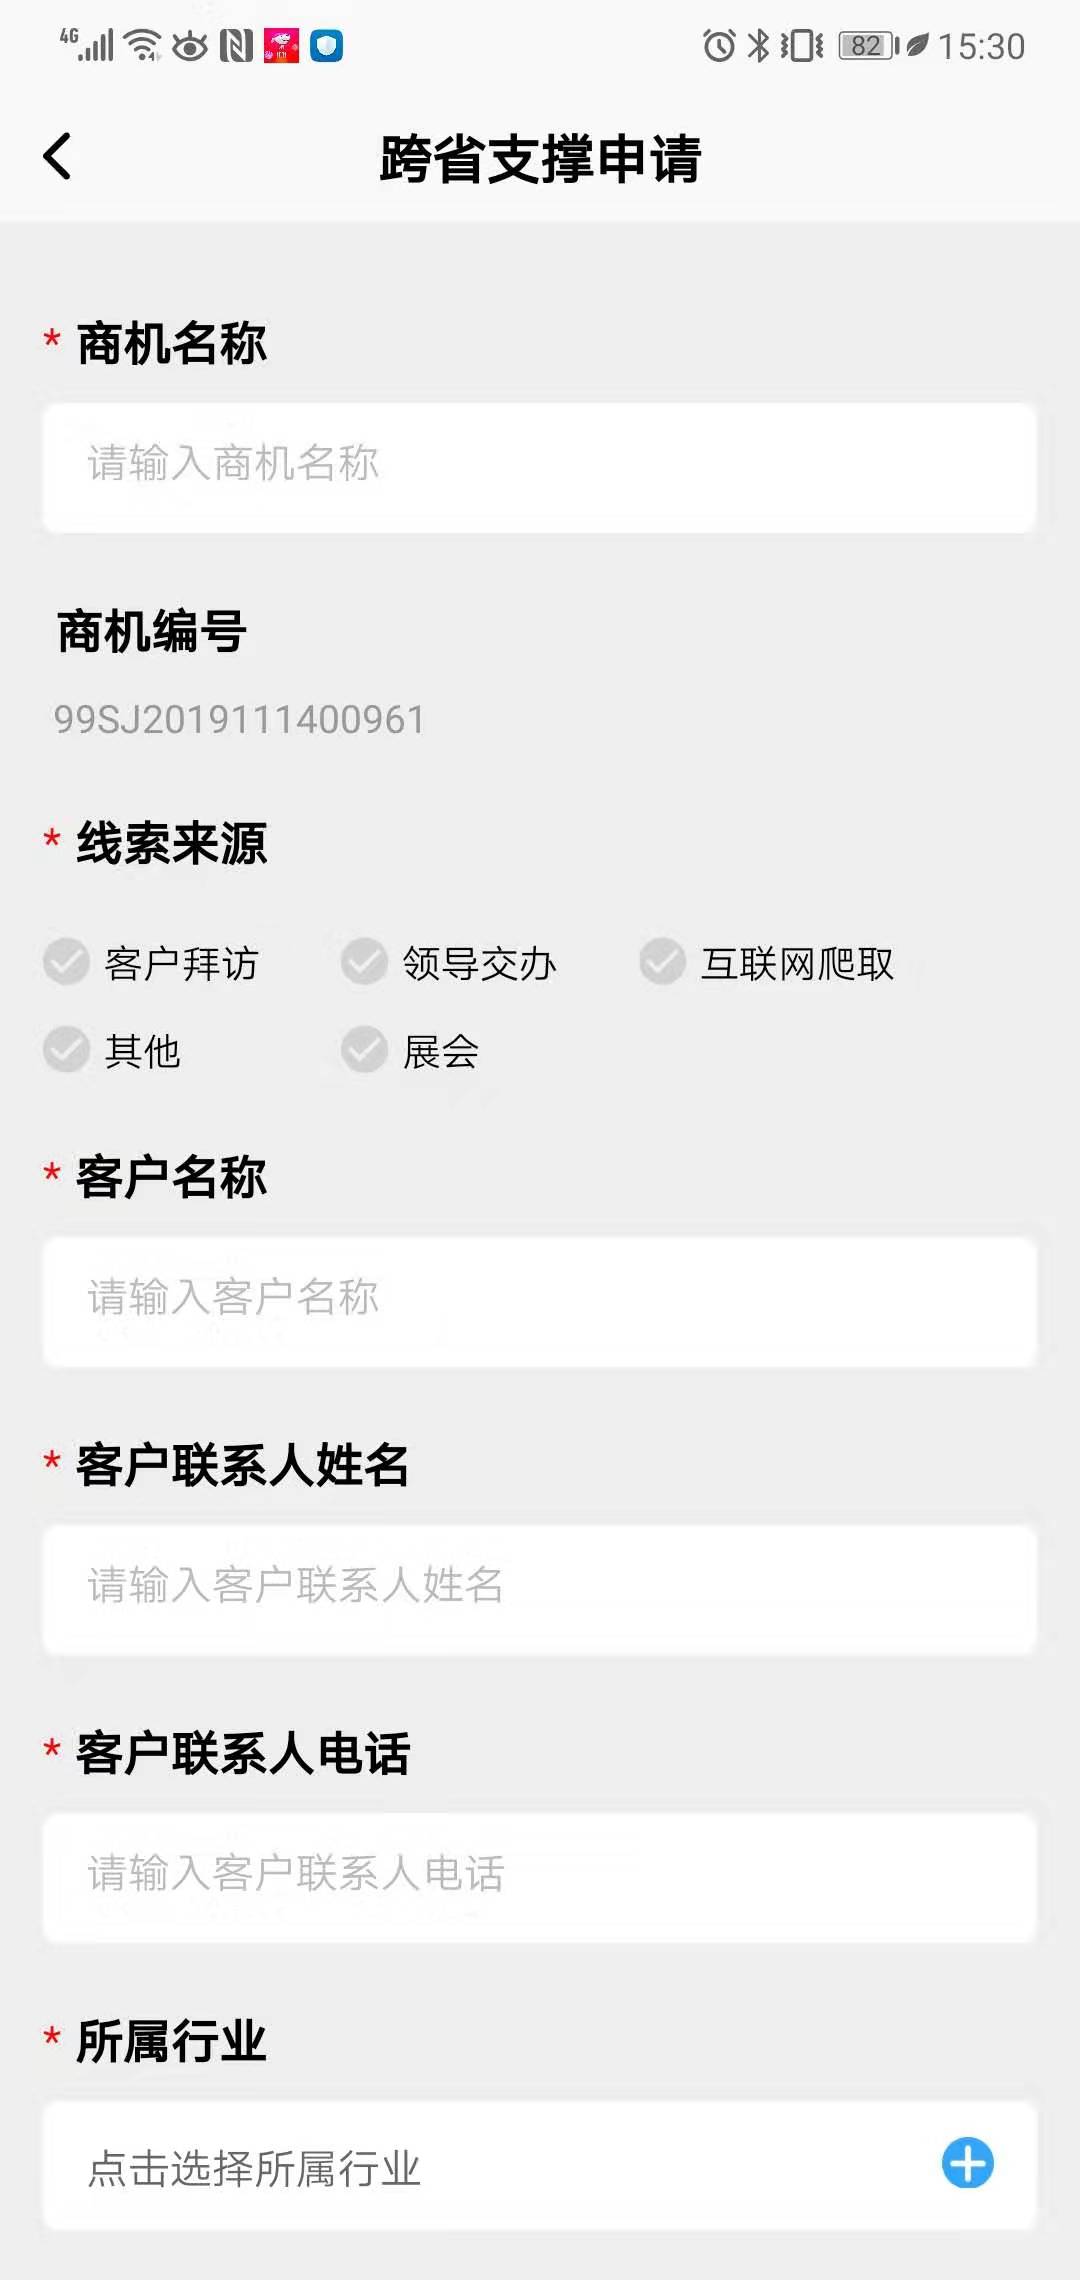 4G 82 15:30
跨省支撑申请
* 商机名称
请输入商机名称
商机编号
99SJ2019111400961
* 线索来源
客户拜访 领导交办 互联网爬取
其他 展会
* 客户名称
请输入客户名称
* 客户联系人姓名
请输入客户联系人姓名
* 客户联系人电话
请输入客户联系人电话
* 所属行业
点击选择所属行业